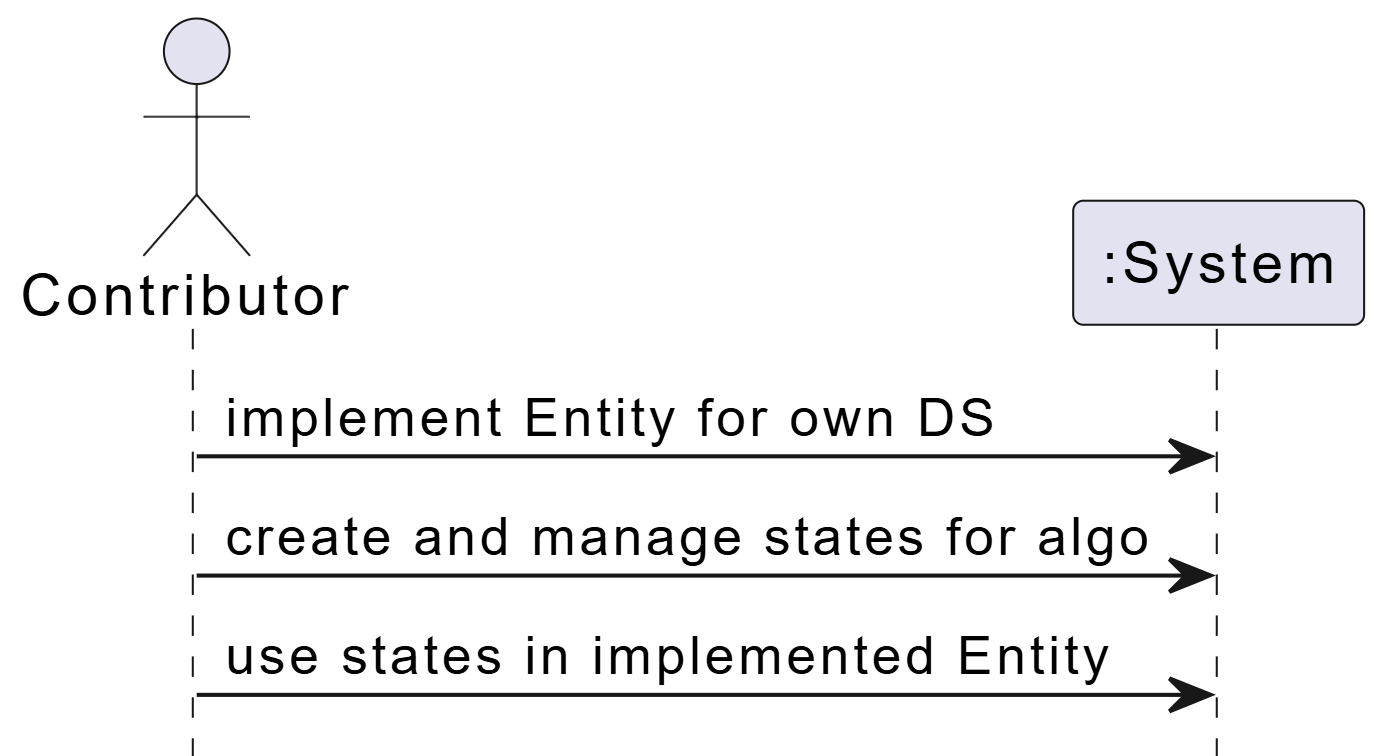 Contributor
:System
implement Entity for own DS
create and manage states for algo
use states in implemented Entity